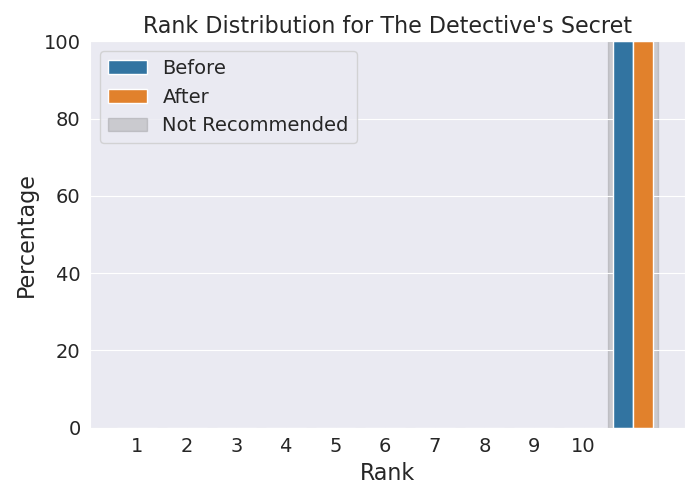 Rank Distribution for The Detective's Secret
100
80
60
40
20
0
Percentage
Before
After
Not Recommended
1 2 3 4 5 6 7 8 9 10
Rank